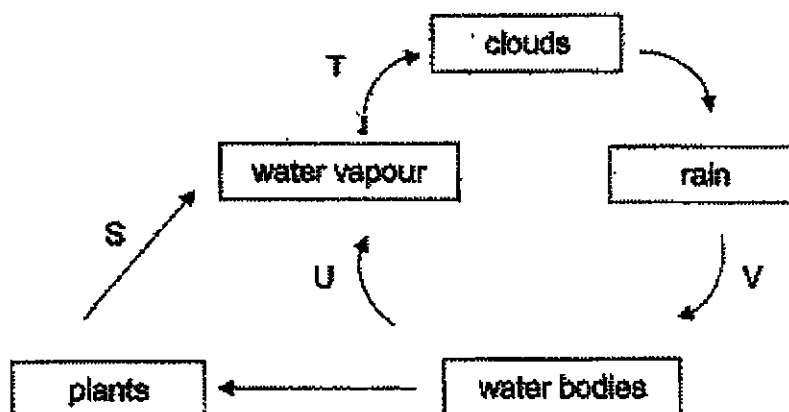 clouds
T
water vapour
rain
S
U
V
plants
water bodies